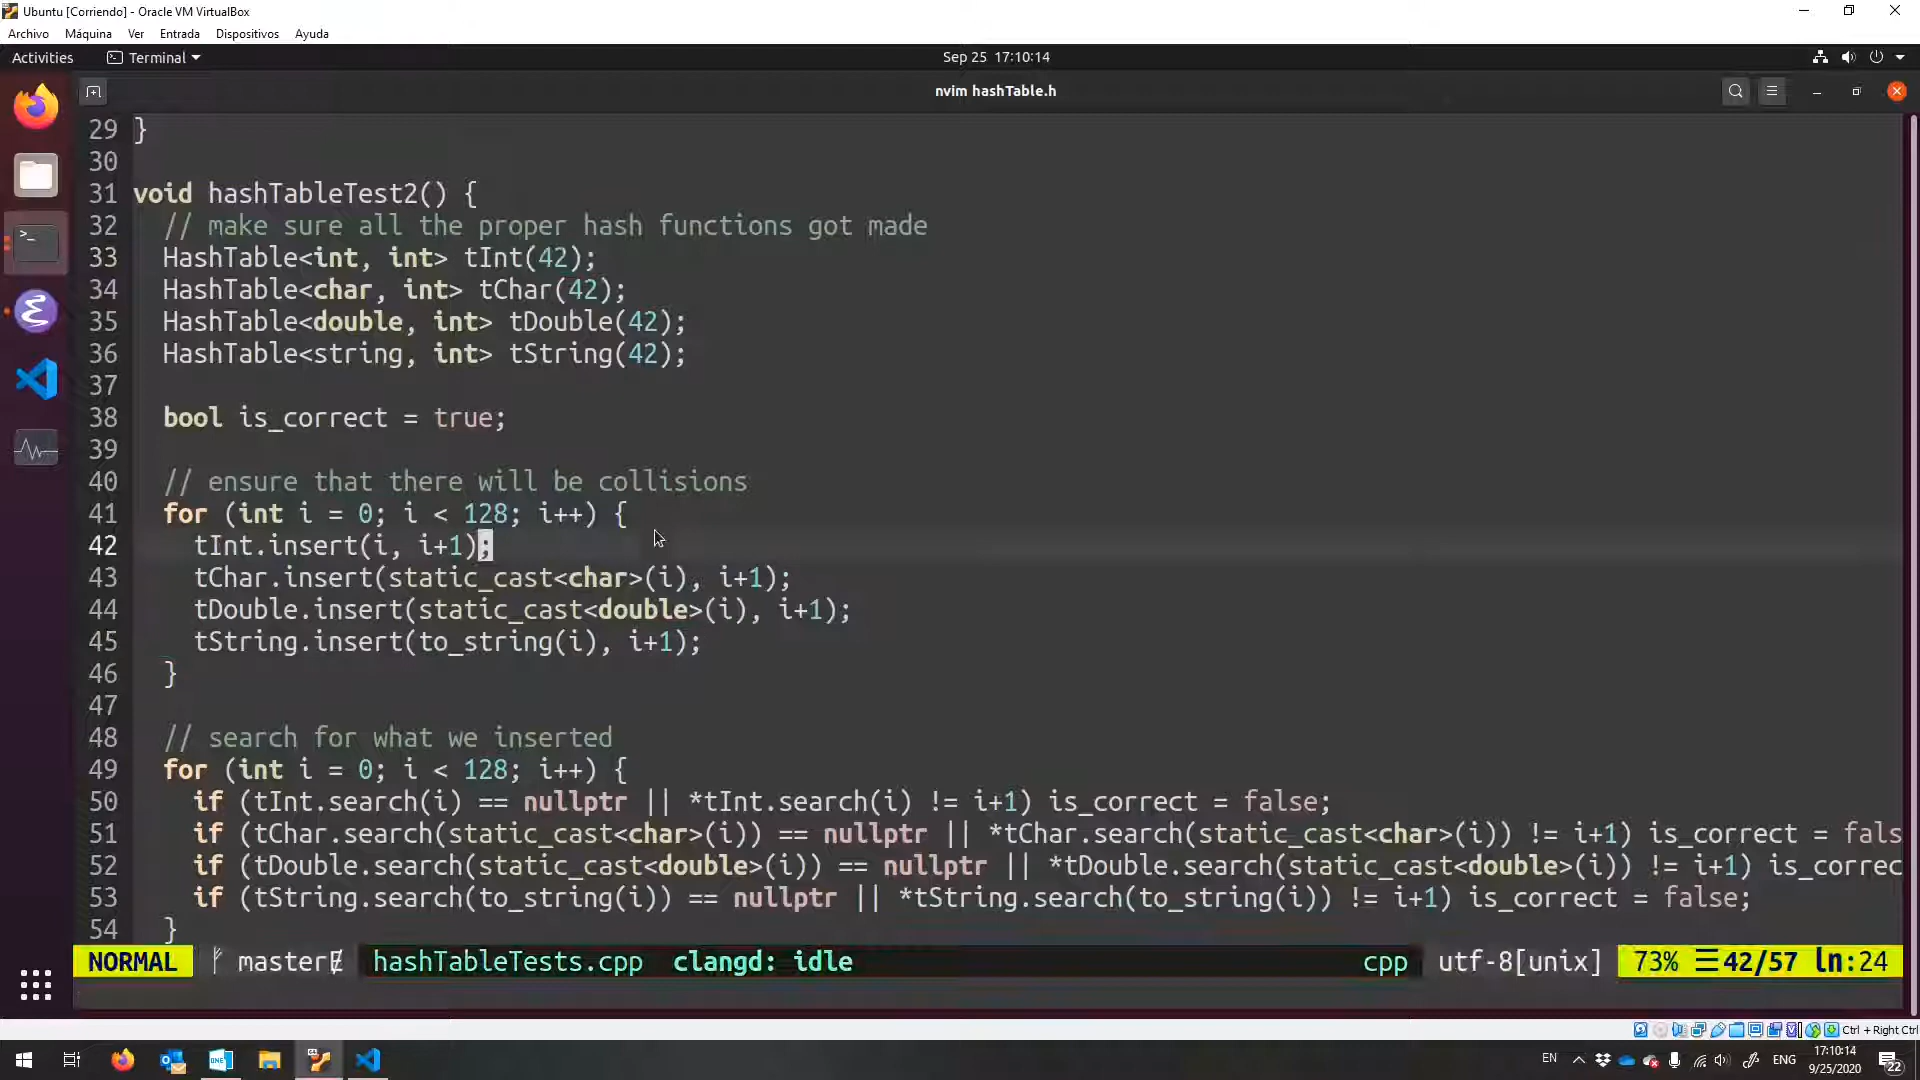 Ubuntu [Corriendo] - Oracle VM VirtualBox
Archivo Máquina Ver Entrada Dispositivos Ayuda
Activities Terminal Sep 25 17:10:14
nvim hashTable.h
29 }
30
31 void hashTableTest2() {
32 // make sure all the proper hash functions got made
33 HashTable<int, int> tInt(42);
34 HashTable<char, int> tChar(42);
35 HashTable<double, int> tDouble(42);
36 HashTable<string, int> tString(42);
37
38 bool is_correct = true;
39
40 // ensure that there will be collisions
41 for (int i = 0; i < 128; i++) {
42 tInt.insert(i, i+1);
43 tChar.insert(static_cast<char>(i), i+1);
44 tDouble.insert(static_cast<double>(i), i+1);
45 tString.insert(to_string(i), i+1);
46 }
47
48 // search for what we inserted
49 for (int i = 0; i < 128; i++) {
50 if (tInt.search(i) == nullptr || *tInt.search(i) != i+1) is_correct = false;
51 if (tChar.search(static_cast<char>(i)) == nullptr || *tChar.search(static_cast<char>(i)) != i+1) is_correct = fals
52 if (tDouble.search(static_cast<double>(i)) == nullptr || *tDouble.search(static_cast<double>(i)) != i+1) is_correc
53 if (tString.search(to_string(i)) == nullptr || *tString.search(to_string(i)) != i+1) is_correct = false;
54 }
NORMAL master hashTableTests.cpp clangd: idle cpp utf-8[unix] 73% ☰42/57 ln:24
Ctrl + Right Ctrl
EN ENG 17:10:14
9/25/2020
22